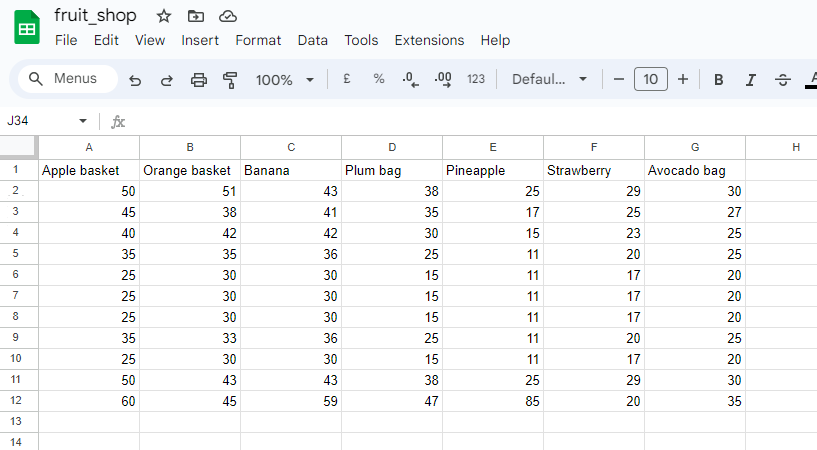 fruit_shop
File Edit View Insert Format Data Tools Extensions Help
Menus 100% £ % .0 .00 123 Defaul... 10 B I S A
J34 fx
A B C D E F G H
1 Apple basket Orange basket Banana Plum bag Pineapple Strawberry Avocado bag
2 50 51 43 38 25 29 30
3 45 38 41 35 17 25 27
4 40 42 42 30 15 23 25
5 35 35 36 25 11 20 25
6 25 30 30 15 11 17 20
7 25 30 30 15 11 17 20
8 25 30 30 15 11 17 20
9 35 33 36 25 11 20 25
10 25 30 30 15 11 17 20
11 50 43 43 38 25 29 30
12 60 45 59 47 85 20 35
13
14